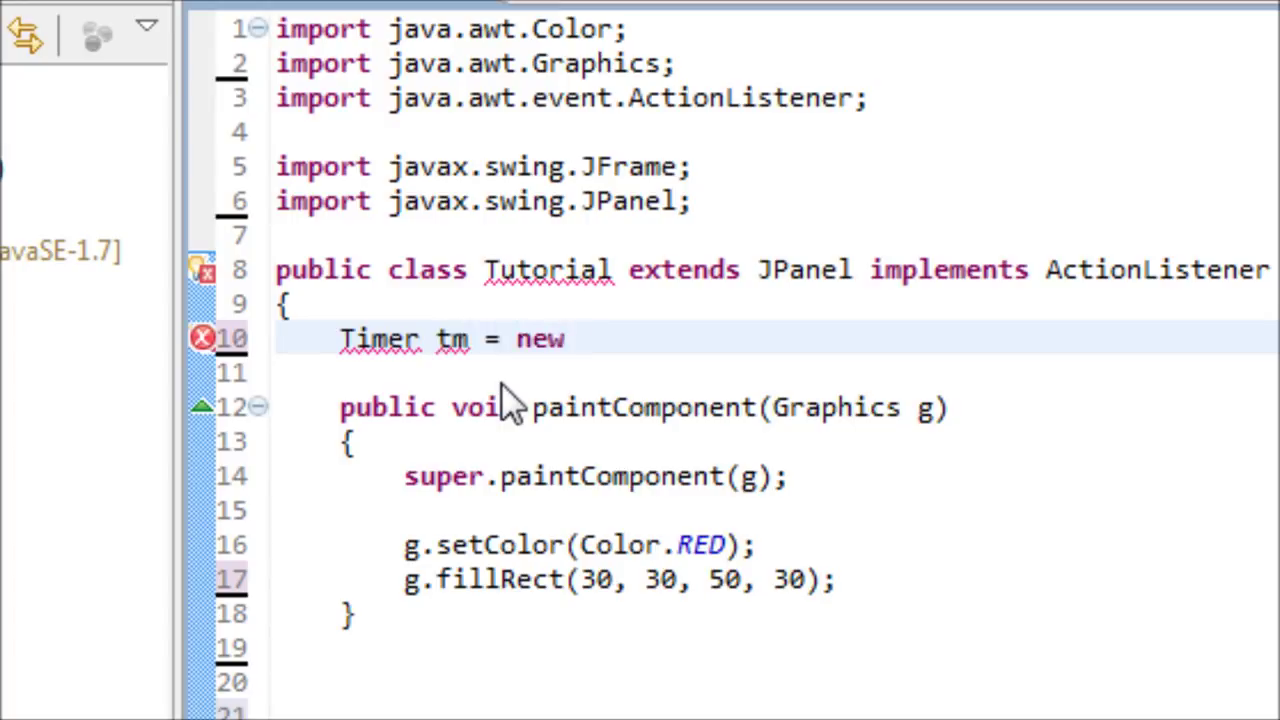 1 import java.awt.Color;
2 import java.awt.Graphics;
3 import java.awt.event.ActionListener;
4
5 import javax.swing.JFrame;
6 import javax.swing.JPanel;
7
avaSE-1.7]
8 public class Tutorial extends JPanel implements ActionListener
9 {
10 Timer tm = new
11
12 public voi paintComponent(Graphics g)
13 {
14 super.paintComponent(g);
15
16 g.setColor(Color.RED);
17 g.fillRect(30, 30, 50, 30);
18 }
19
20
21